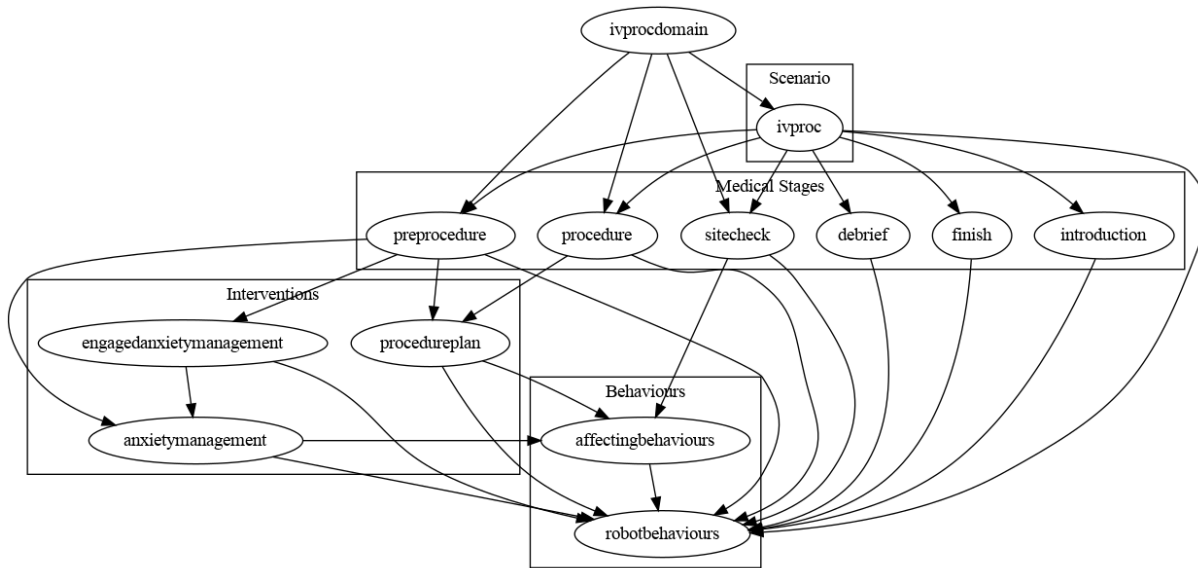 ivprocdomain
Scenario
ivproc
Medical Stages
preprocedure
procedure
sitecheck
debrief
finish
introduction
Interventions
engagedanxietymanagement
procedureplan
Behaviours
anxietymanagement
affectingbehaviours
robotbehaviours